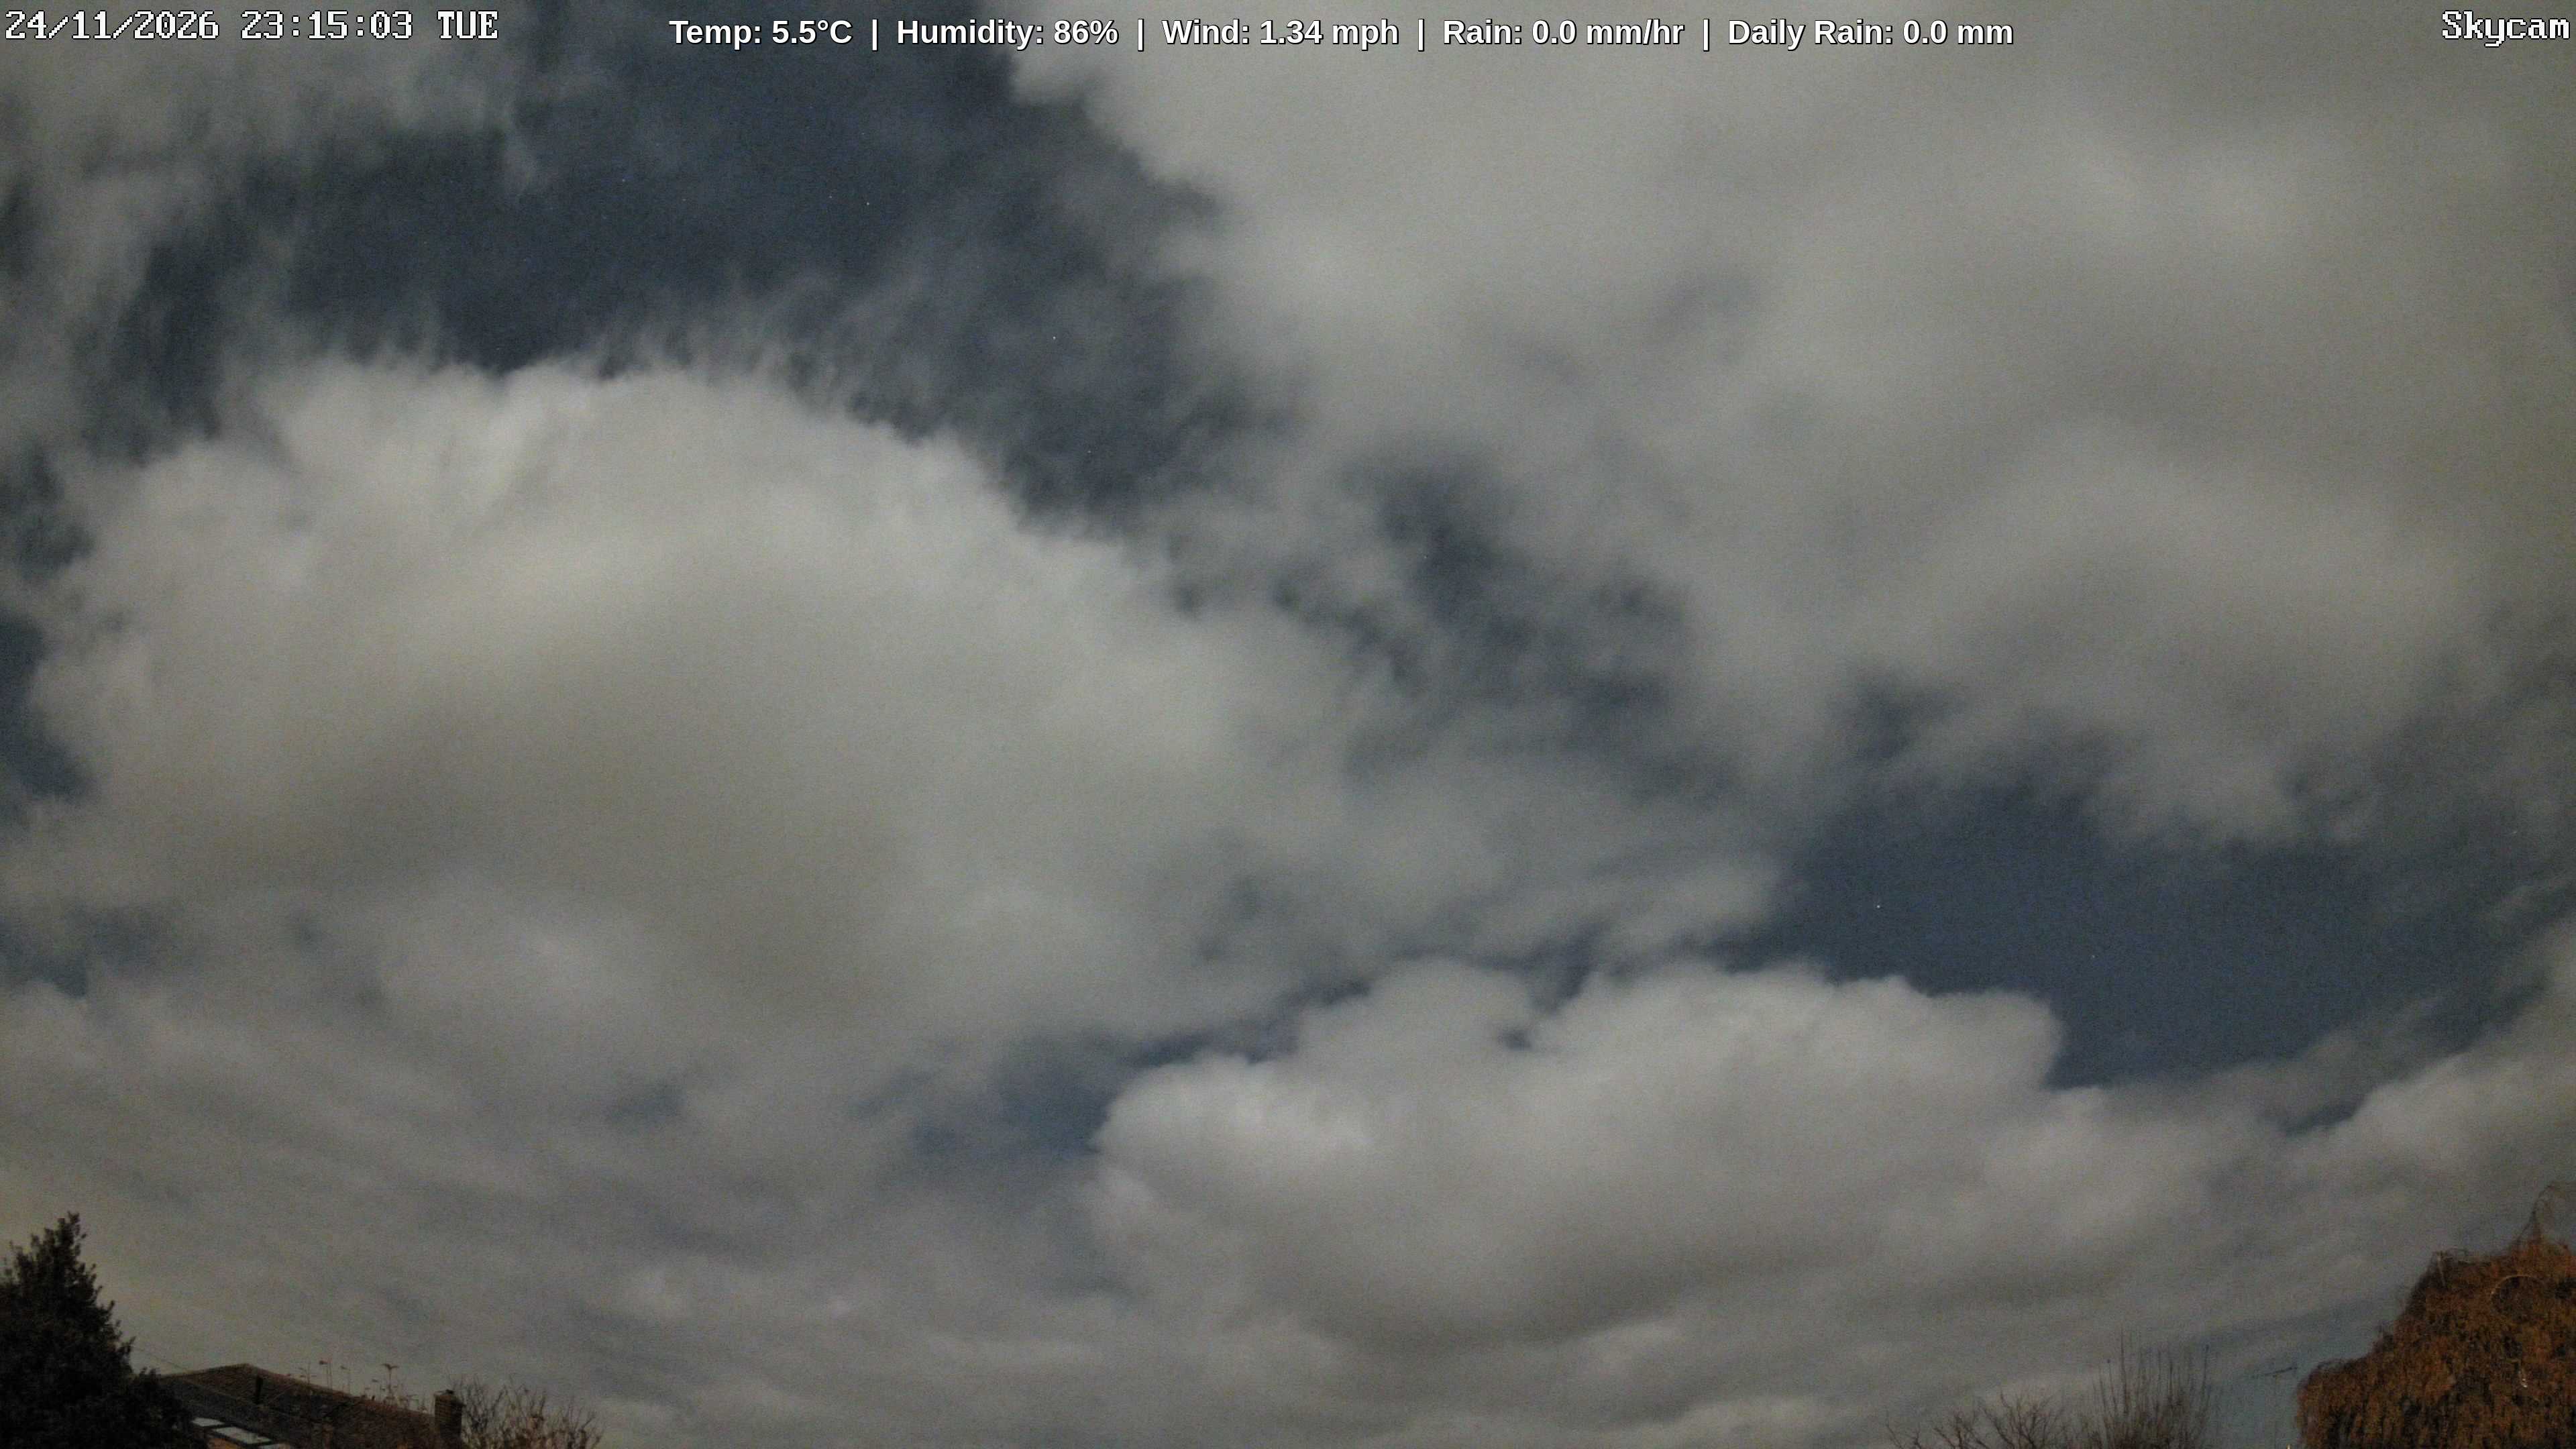 24/11/2026 23:15:03 TUE
Temp: 5.5°C | Humidity: 86% | Wind: 1.34 mph | Rain: 0.0 mm/hr | Daily Rain: 0.0 mm
Skycam